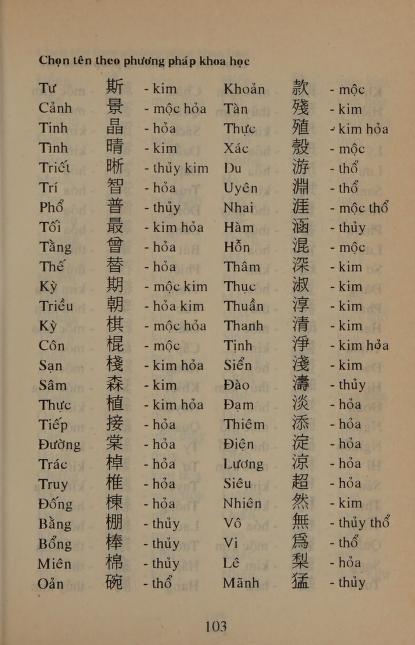 Chọn tên theo phương pháp khoa học
Tư 斯 - kim Khoản 款 - mộc
Cảnh 景 - mộc hỏa Tàn 殘 - kim
Tinh 晶 - hỏa Thực 殖 - kim hỏa
Tình 晴 - kim Xác 殼 - mộc
Triết 晰 - thủy kim Du 游 - thổ
Trí 智 - hỏa Uyên 淵 - thổ
Phổ 普 - thủy Nhai 涯 - mộc thổ
Tối 最 - kim hỏa Hàm 涵 - thủy
Tằng 曾 - hỏa Hỗn 混 - mộc
Thế 替 - hỏa Thâm 深 - kim
Kỳ 期 - mộc kim Thục 淑 - kim
Triều 朝 - hỏa kim Thuần 淳 - kim
Kỳ 棋 - mộc hỏa Thanh 清 - kim
Côn 棍 - mộc Tịnh 淨 - kim hỏa
Sạn 棧 - kim hỏa Siển 淺 - kim
Sâm 森 - kim Đào 濤 - thủy
Thực 植 - kim hỏa Đạm 淡 - hỏa
Tiếp 接 - hỏa Thiêm 添 - hỏa
Đường 棠 - hỏa Điện 淀 - hỏa
Trác 棹 - hỏa Lương 涼 - hỏa
Truy 椎 - hỏa Siêu 超 - hỏa
Đống 棟 - hỏa Nhiên 然 - kim
Bằng 棚 - thủy Vô 無 - thủy thổ
Bổng 棒 - thủy Vi 爲 - thổ
Miên 棉 - thủy Lê 梨 - hỏa
Oản 碗 - thổ Mãnh 猛 - thủy
103